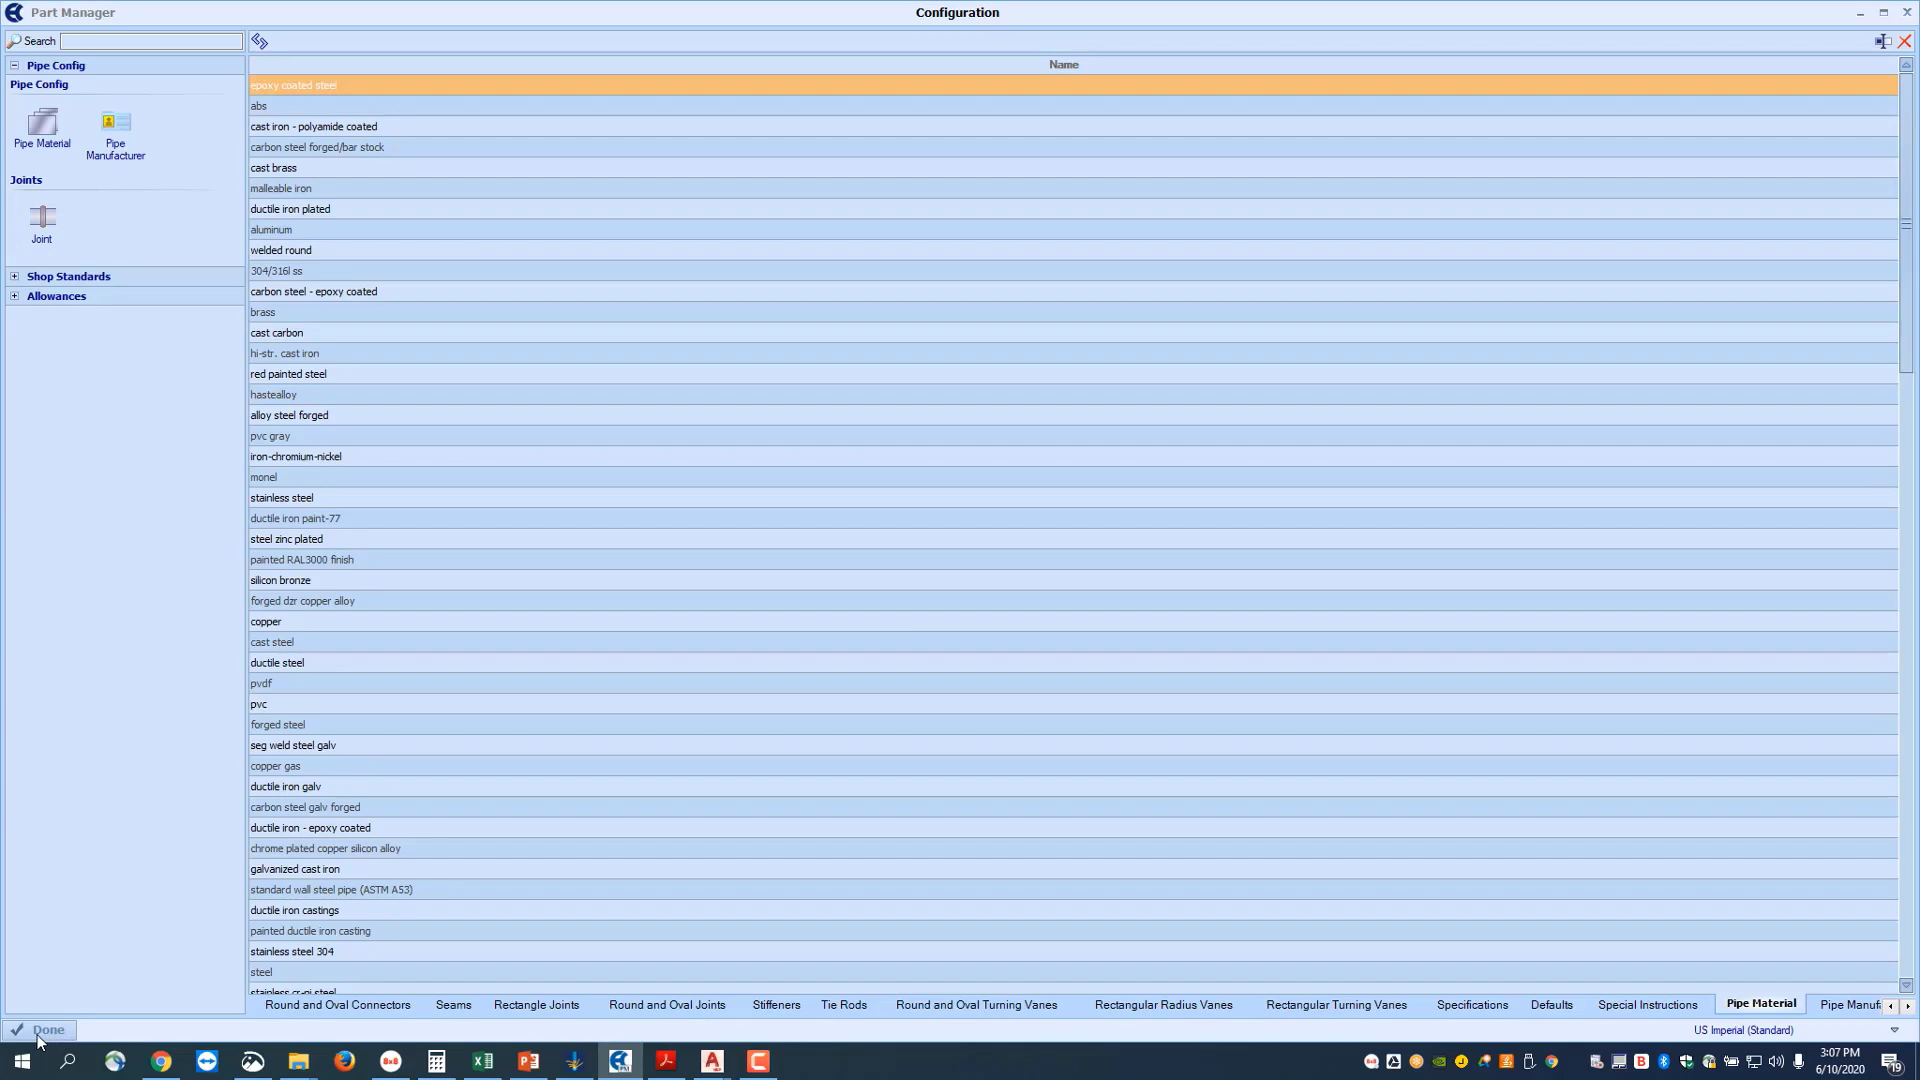 Part Manager
Configuration
Search
Pipe Config
Pipe Config
Pipe Material
Pipe
Manufacturer
Joints
Joint
Shop Standards
Allowances
Name
epoxy coated steel
abs
cast iron - polyamide coated
carbon steel forged/bar stock
cast brass
malleable iron
ductile iron plated
aluminum
welded round
304/316l ss
carbon steel - epoxy coated
brass
cast carbon
hi-str. cast iron
red painted steel
hastealloy
alloy steel forged
pvc gray
iron-chromium-nickel
monel
stainless steel
ductile iron paint-77
steel zinc plated
painted RAL3000 finish
silicon bronze
forged dzr copper alloy
copper
cast steel
ductile steel
pvdf
pvc
forged steel
seg weld steel galv
copper gas
ductile iron galv
carbon steel galv forged
ductile iron - epoxy coated
chrome plated copper silicon alloy
galvanized cast iron
standard wall steel pipe (ASTM A53)
ductile iron castings
painted ductile iron casting
stainless steel 304
steel
stainless cr-ni steel
Round and Oval Connectors Seams Rectangle Joints Round and Oval Joints Stiffeners Tie Rods Round and Oval Turning Vanes Rectangular Radius Vanes Rectangular Turning Vanes Specifications Defaults Special Instructions Pipe Material Pipe Manufa
Done
US Imperial (Standard)
3:07 PM
6/10/2020
19